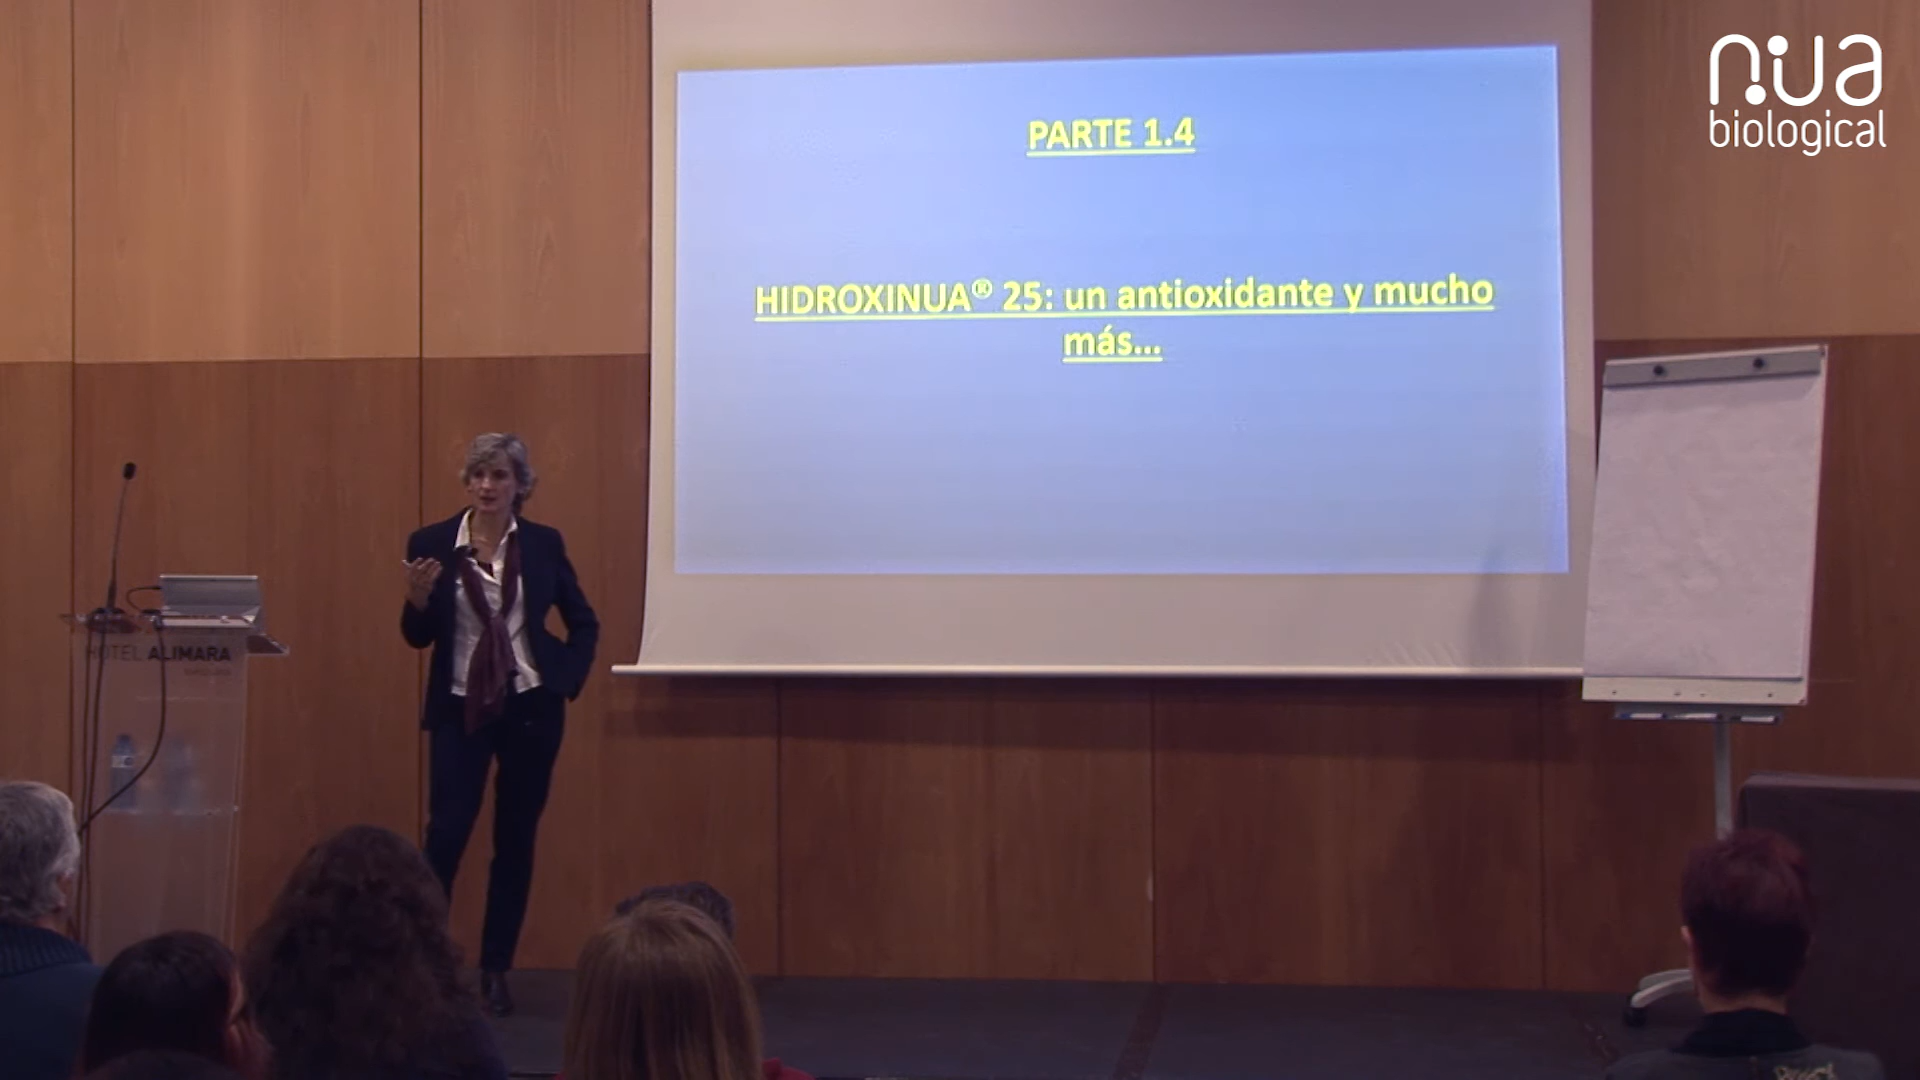 nua
biological
PARTE 1.4
HIDROXINUA® 25: un antioxidante y mucho
más...
HOTEL ALIMARA